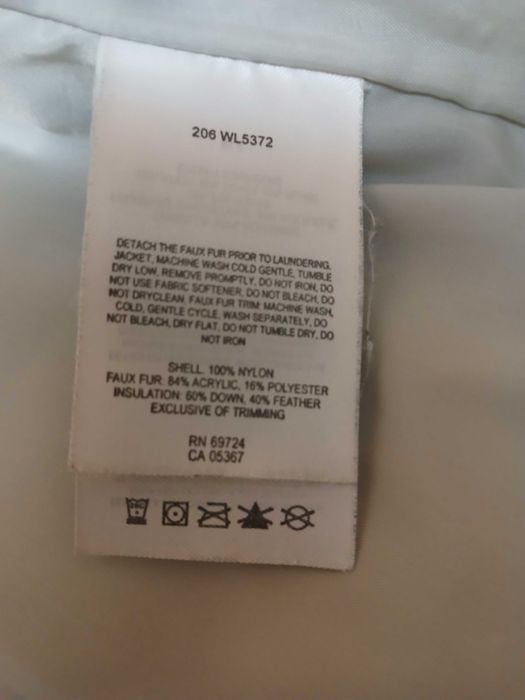 206 WL5372
DETACH THE FAUX FUR PRIOR TO LAUNDERING.
JACKET, MACHINE WASH COLD GENTLE, TUMBLE
DRY LOW, REMOVE PROMPTLY, DO NOT IRON, DO
NOT USE FABRIC SOFTENER, DO NOT BLEACH, DO
NOT DRYCLEAN. FAUX FUR TRIM: MACHINE WASH,
COLD, GENTLE CYCLE, WASH SEPARATELY, DO
NOT BLEACH, DRY FLAT, DO NOT TUMBLE DRY, DO
NOT IRON
SHELL: 100% NYLON
FAUX FUR: 84% ACRYLIC, 16% POLYESTER
INSULATION: 60% DOWN, 40% FEATHER
EXCLUSIVE OF TRIMMING
RN 69724
CA 05367